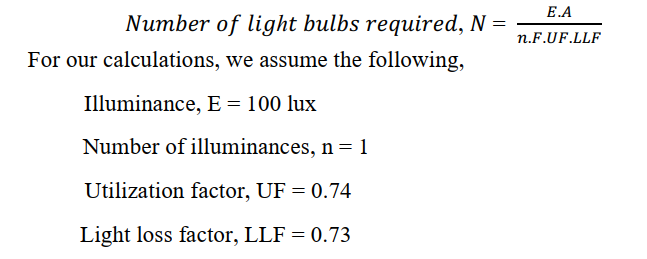 Number of light bulbs required, N = E.A / n.F.UF.LLF
For our calculations, we assume the following,
Illuminance, E = 100 lux
Number of illuminances, n = 1
Utilization factor, UF = 0.74
Light loss factor, LLF = 0.73